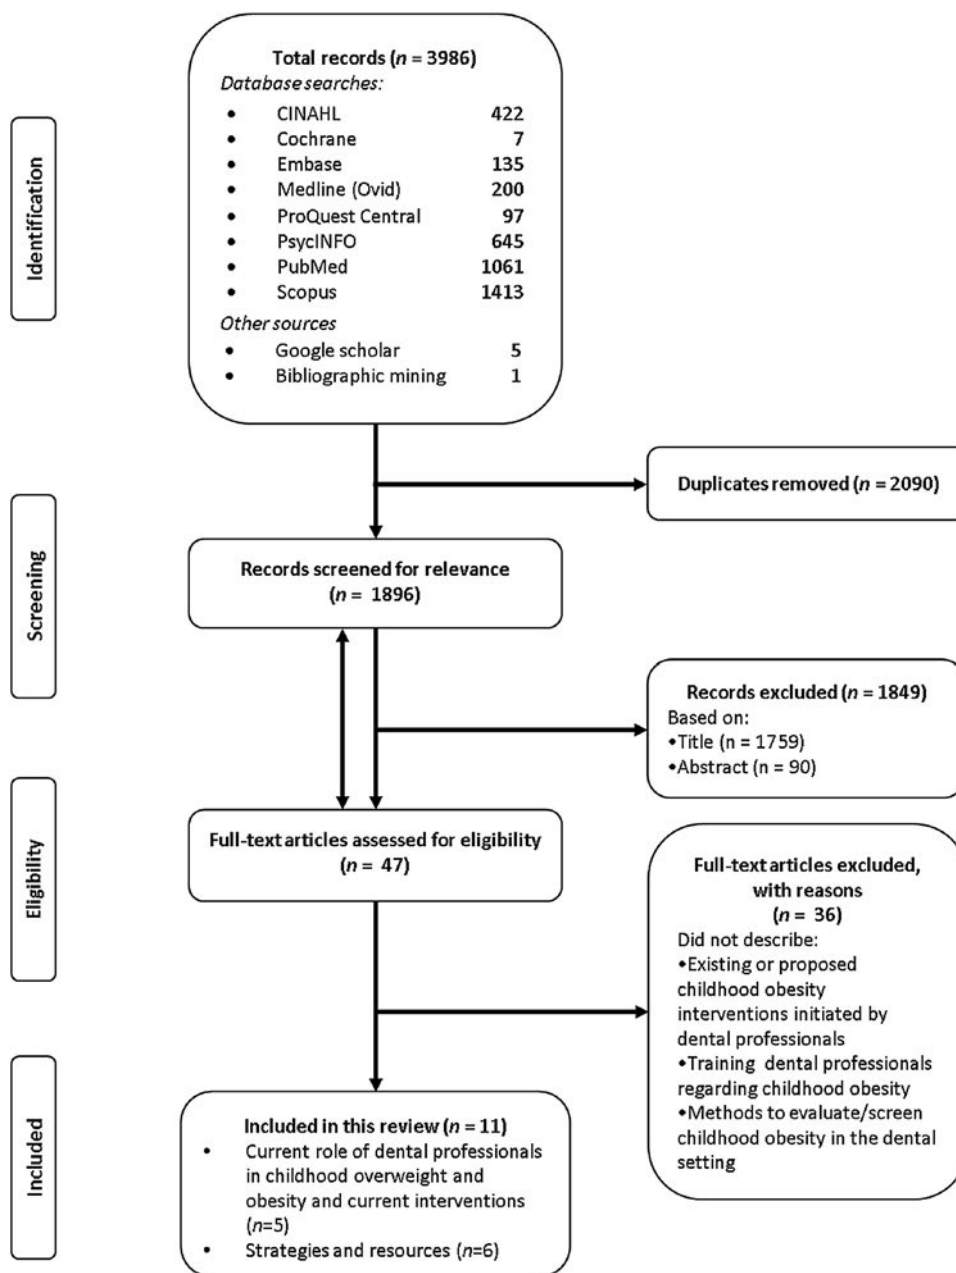 Identification
Total records (n = 3986)
Database searches:
• CINAHL 422
• Cochrane 7
• Embase 135
• Medline (Ovid) 200
• ProQuest Central 97
• PsycINFO 645
• PubMed 1061
• Scopus 1413
Other sources
• Google scholar 5
• Bibliographic mining 1
Duplicates removed (n = 2090)
Screening
Records screened for relevance
(n = 1896)
Records excluded (n = 1849)
Based on:
•Title (n = 1759)
•Abstract (n = 90)
Eligibility
Full-text articles assessed for eligibility
(n = 47)
Full-text articles excluded,
with reasons
(n = 36)
Did not describe:
•Existing or proposed
childhood obesity
interventions initiated by
dental professionals
•Training dental professionals
regarding childhood obesity
•Methods to evaluate/screen
childhood obesity in the dental
setting
Included
Included in this review (n = 11)
• Current role of dental professionals
in childhood overweight and
obesity and current interventions
(n=5)
• Strategies and resources (n=6)